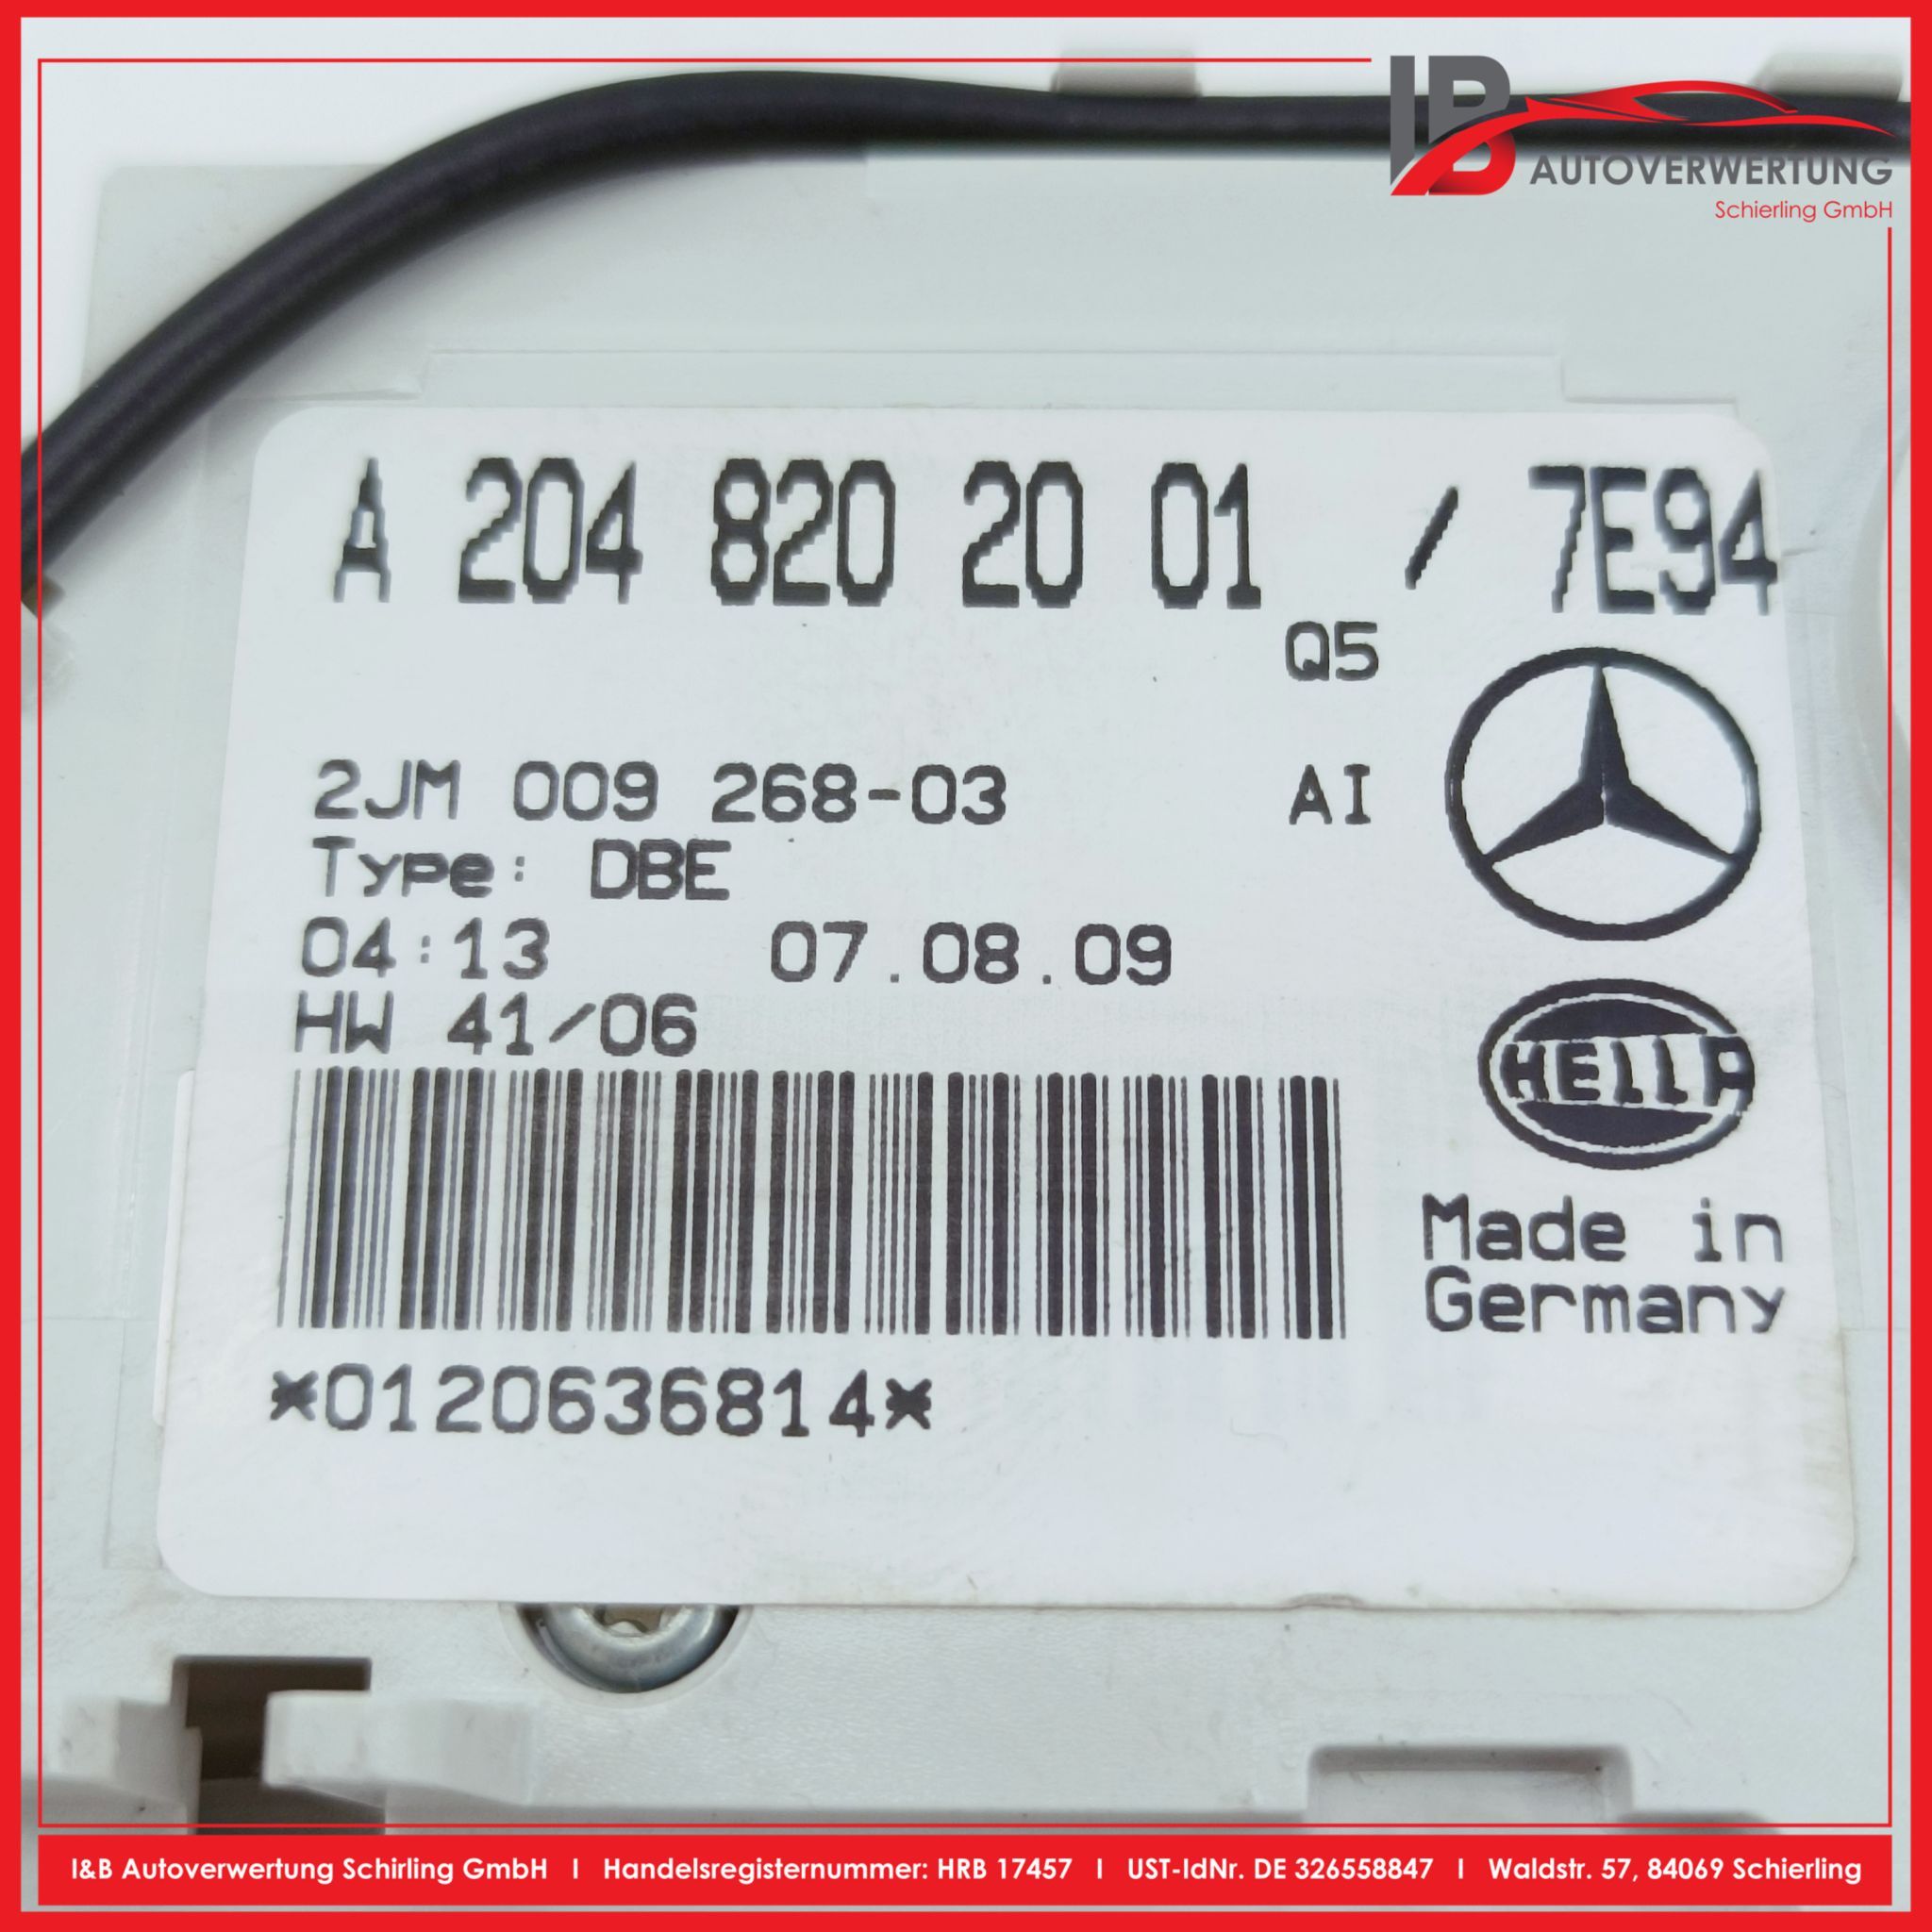 IB
AUTOVERWERTUNG
Schierling GmbH
A 204 820 20 01 / 7E94
Q5
2JM 009 268-03 AI
Type: DBE
04:13 07.08.09
HW 41/06
HELLA
Made in
Germany
*0120636814*
I&B Autoverwertung Schirling GmbH I Handelsregisternummer: HRB 17457 I UST-IdNr. DE 326558847 I Waldstr. 57, 84069 Schierling